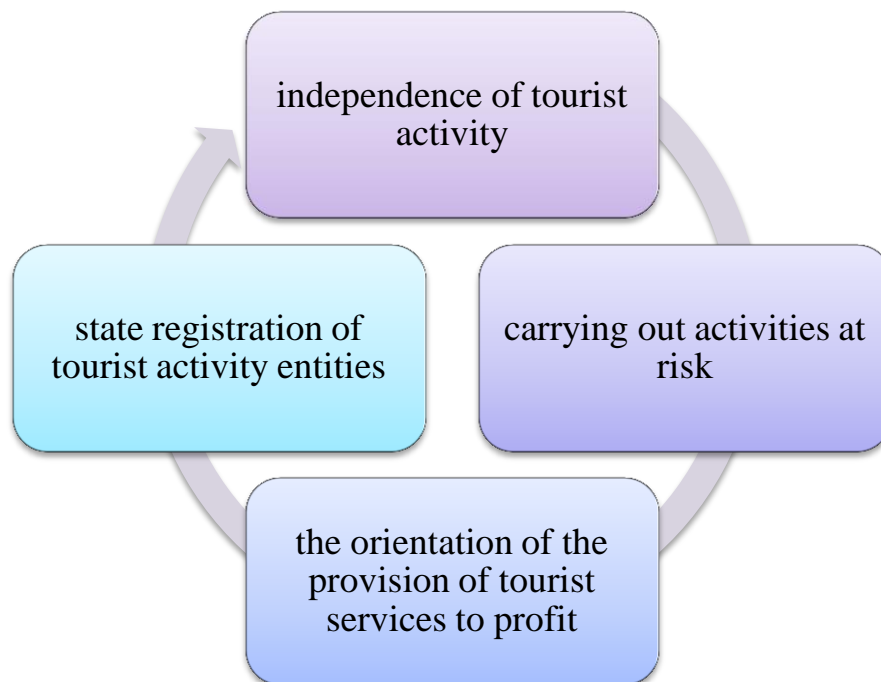 independence of tourist
activity
carrying out activities at
risk
the orientation of the
provision of tourist
services to profit
state registration of
tourist activity entities